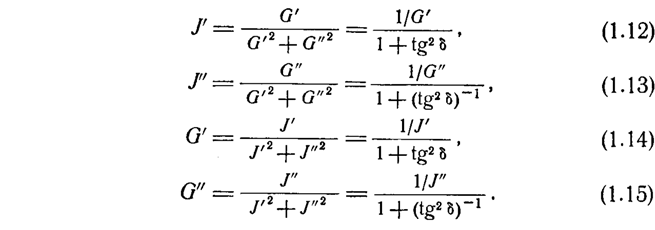 J′ = G′ / (G′² + G″²) = (1/G′) / (1 + tg² δ), (1.12)
J″ = G″ / (G′² + G″²) = (1/G″) / (1 + (tg² δ)⁻¹), (1.13)
G′ = J′ / (J′² + J″²) = (1/J′) / (1 + tg² δ), (1.14)
G″ = J″ / (J′² + J″²) = (1/J″) / (1 + (tg² δ)⁻¹). (1.15)